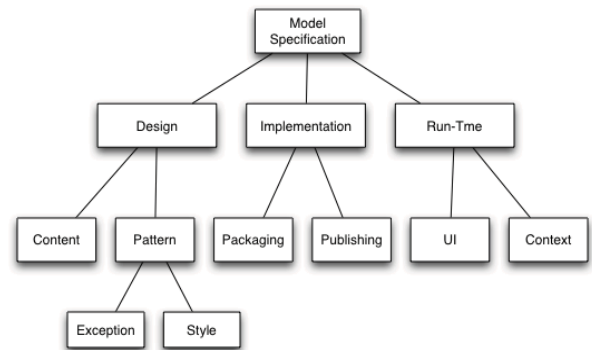 Model
Specification
Design
Implementation
Run-Tme
Content
Pattern
Packaging
Publishing
UI
Context
Exception
Style